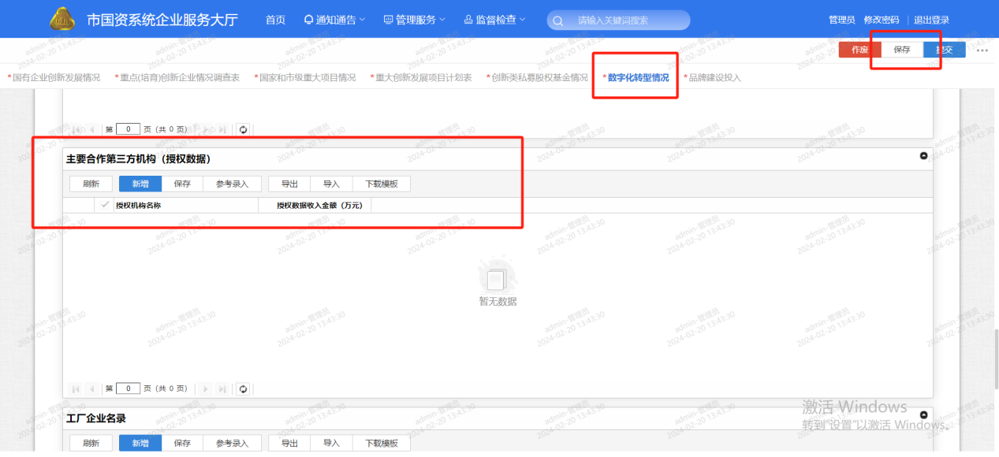 市国资系统企业服务大厅 首页 通知通告 管理服务 监督检查 请输入关键词搜索 管理员 修改密码 | 退出登录
作废 保存 提交
*国有企业创新发展情况 *重点(培育)创新企业情况调查表 *国家和市级重大项目情况 *重大创新发展项目计划表 *创新类私募股权基金情况 *数字化转型情况 *品牌建设投入
第 0 页 (共 0 页)
主要合作第三方机构（授权数据）
刷新 新增 保存 参考录入 导出 导入 下载模板
授权机构名称 授权数据收入金额（万元）
暂无数据
第 0 页 (共 0 页)
工厂企业名录
刷新 新增 保存 参考录入 导出 导入 下载模板
激活 Windows
转到"设置"以激活 Windows。
admin-管理员
2024-02-20 13:43:30